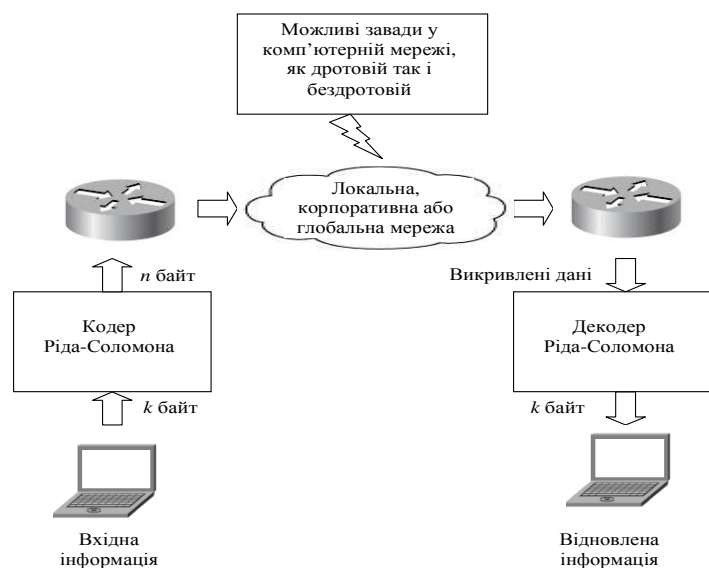 Можливі завади у
комп’ютерній мережі,
як дротовій так і
бездротовій
Локальна,
корпоративна або
глобальна мережа
n байт
Викривлені дані
Кодер
Ріда-Соломона
Декодер
Ріда-Соломона
k байт
k байт
Вхідна
інформація
Відновлена
інформація